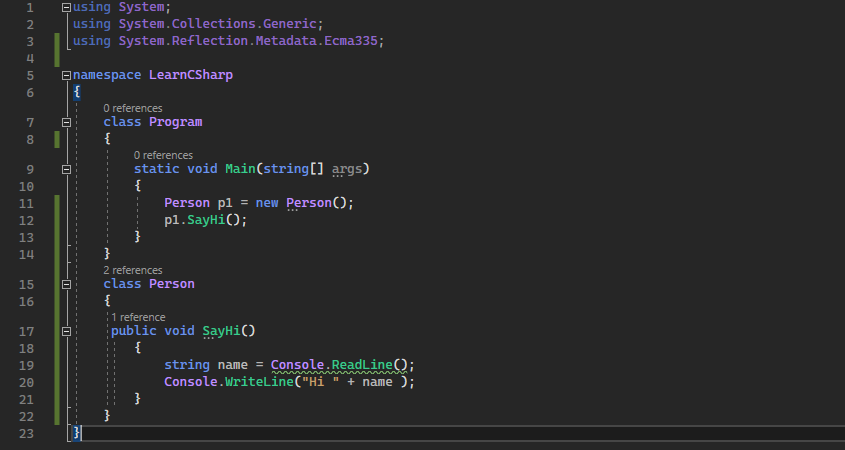 1 using System;
2 using System.Collections.Generic;
3 using System.Reflection.Metadata.Ecma335;
4
5 namespace LearnCSharp
6 {
0 references
7 class Program
8 {
0 references
9 static void Main(string[] args)
10 {
11 Person p1 = new Person();
12 p1.SayHi();
13 }
14 }
2 references
15 class Person
16 {
1 reference
17 public void SayHi()
18 {
19 string name = Console.ReadLine();
20 Console.WriteLine("Hi " + name );
21 }
22 }
23 }